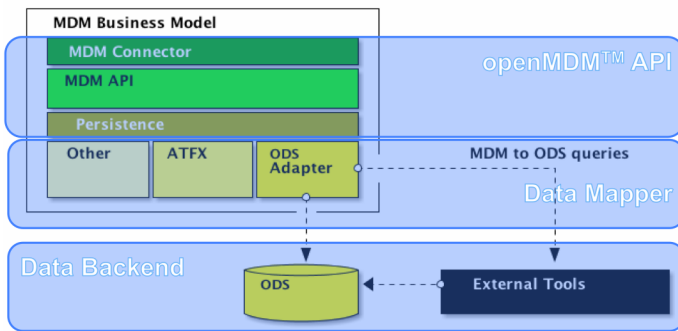 MDM Business Model
MDM Connector
openMDM™ API
MDM API
Persistence
Other
ATFX
ODS
Adapter
MDM to ODS queries
Data Mapper
Data Backend
ODS
External Tools